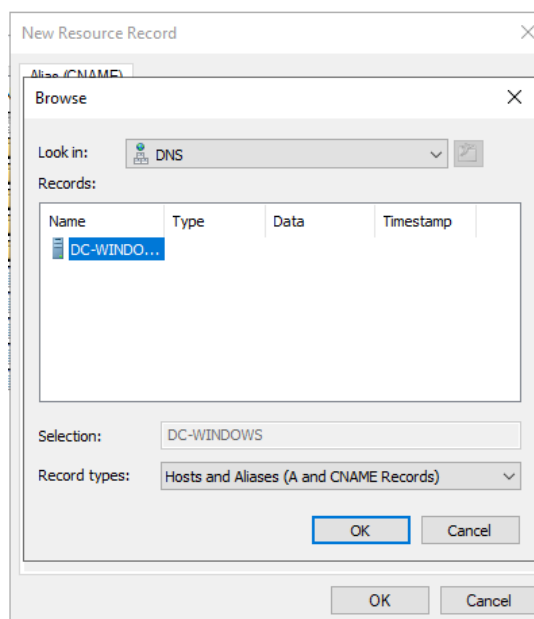 New Resource Record
Alias (CNAME)
Browse
Look in: DNS
Records:
Name Type Data Timestamp
DC-WINDO...
Selection: DC-WINDOWS
Record types: Hosts and Aliases (A and CNAME Records)
OK Cancel
OK Cancel